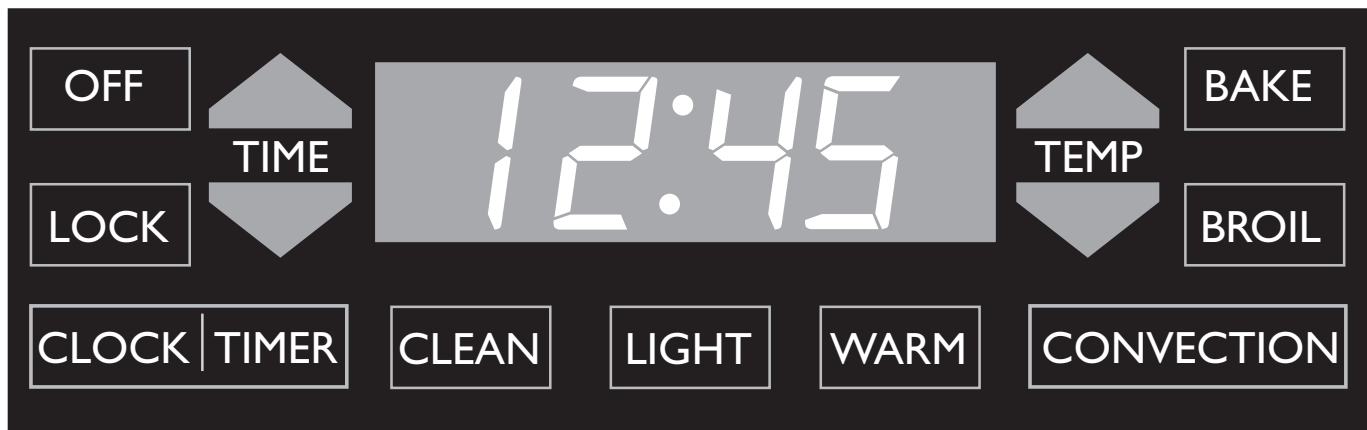 OFF
TIME
12:45
TEMP
BAKE
LOCK
BROIL
CLOCK | TIMER
CLEAN
LIGHT
WARM
CONVECTION